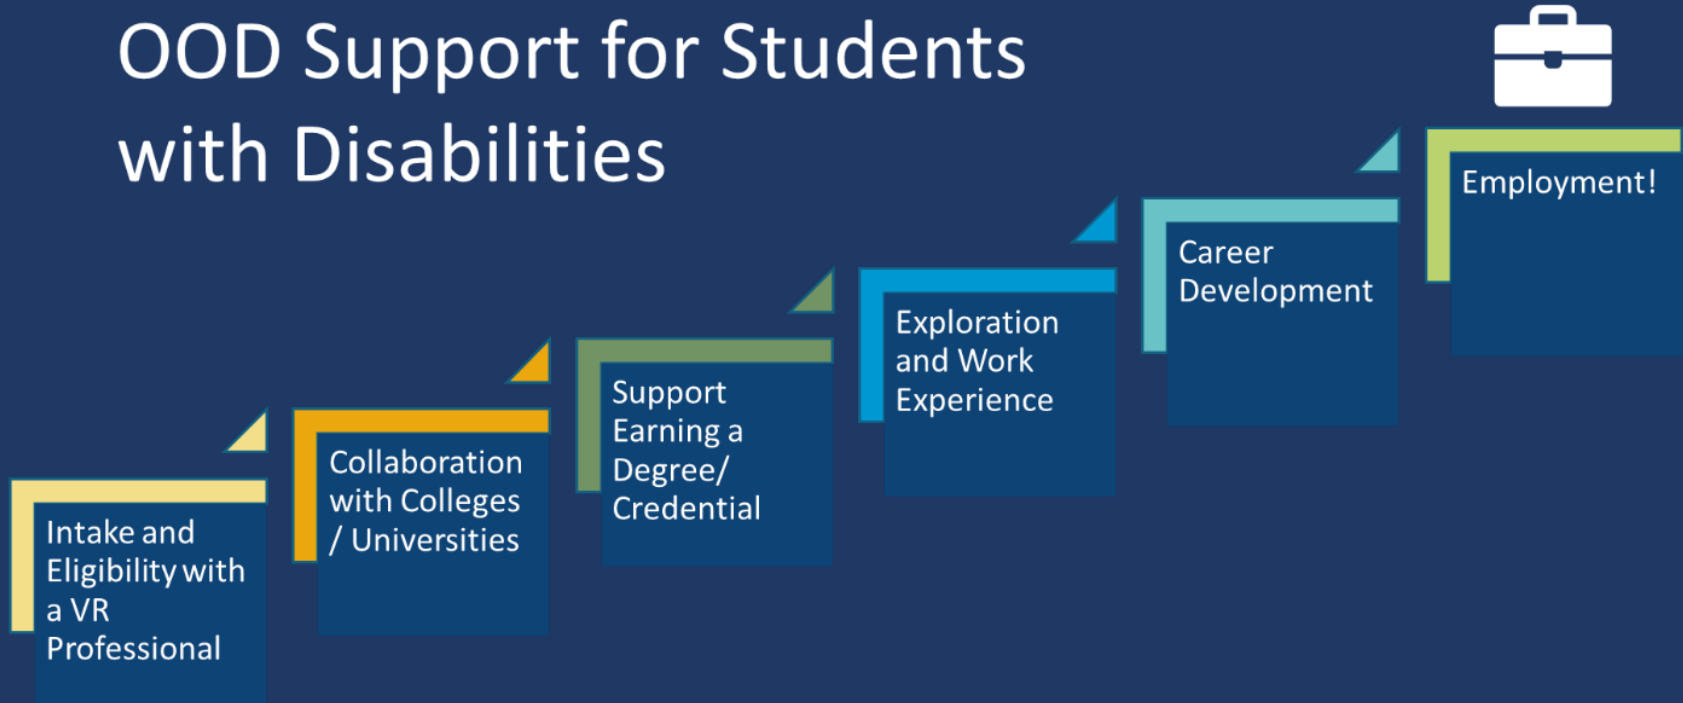 OOD Support for Students
with Disabilities
Intake and
Eligibility with
a VR
Professional
Collaboration
with Colleges
/ Universities
Support
Earning a
Degree/
Credential
Exploration
and Work
Experience
Career
Development
Employment!